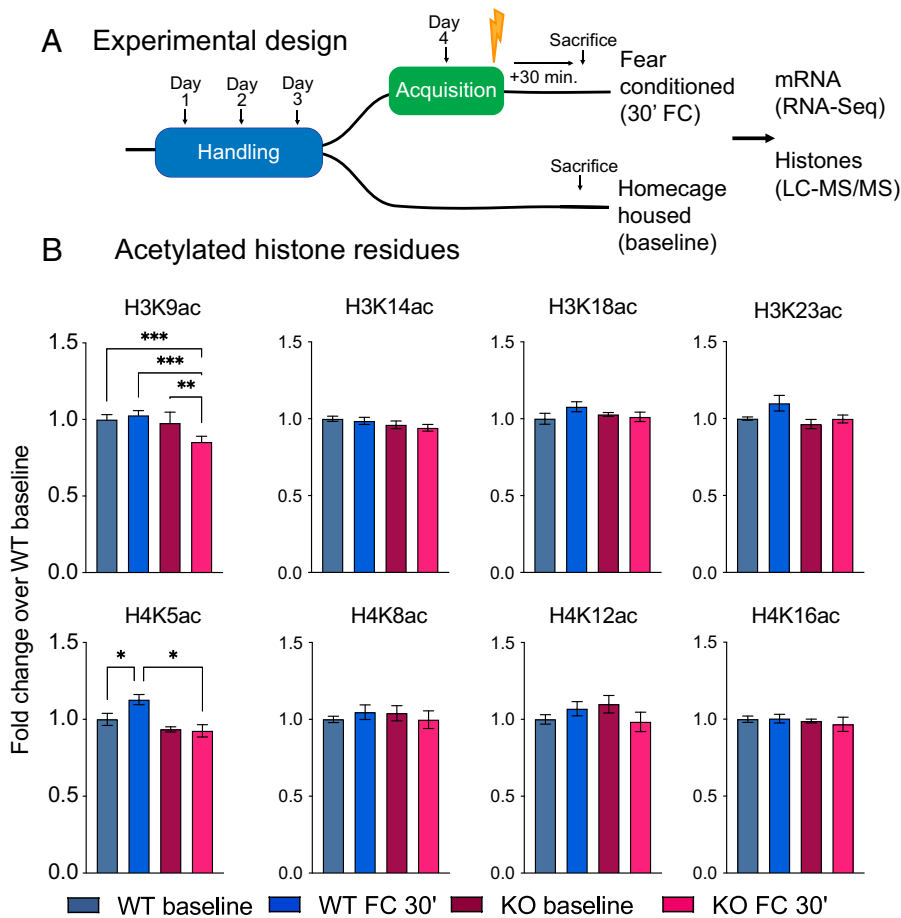 A Experimental design
Day
1
Day
2
Day
3
Handling
Day
4
Acquisition
+30 min.
Sacrifice
Fear
conditioned
(30' FC)
Sacrifice
Homecage
housed
(baseline)
mRNA
(RNA-Seq)
Histones
(LC-MS/MS)
B Acetylated histone residues
Fold change over WT baseline
H3K9ac
1.5
1.0
0.5
0.0
***
***
**
H3K14ac
1.5
1.0
0.5
0.0
H3K18ac
1.5
1.0
0.5
0.0
H3K23ac
1.5
1.0
0.5
0.0
H4K5ac
1.5
1.0
0.5
0.0
*
*
H4K8ac
1.5
1.0
0.5
0.0
H4K12ac
1.5
1.0
0.5
0.0
H4K16ac
1.5
1.0
0.5
0.0
WT baseline WT FC 30' KO baseline KO FC 30'